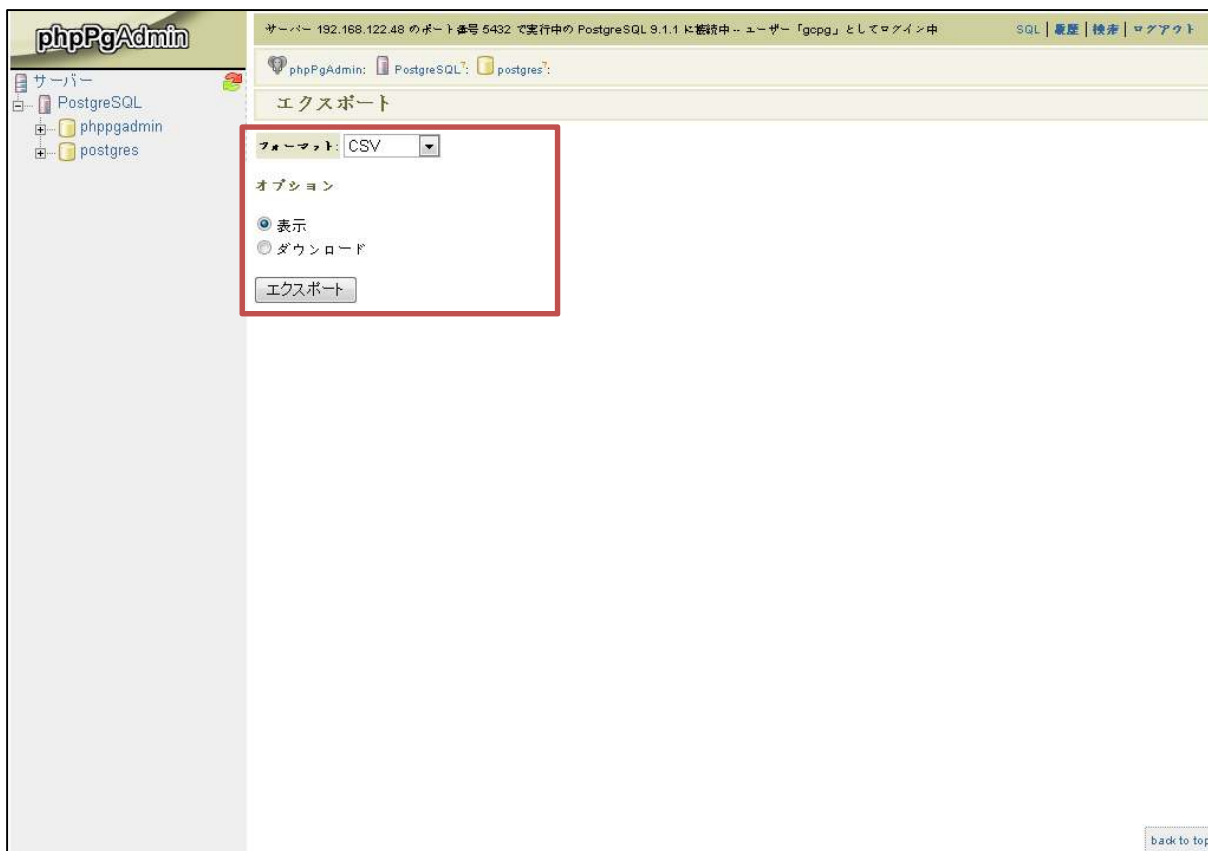 phpPgAdmin
サーバー 192.168.122.48 のポート番号 5432 で実行中の PostgreSQL 9.1.1 に接続中 -- ユーザー「gcpg」としてログイン中
SQL | 履歴 | 検索 | ログアウト
phpPgAdmin: PostgreSQL?: postgres?:
サーバー
PostgreSQL
phppgadmin
postgres
エクスポート
フォーマット: CSV
オプション
表示
ダウンロード
エクスポート
back to top